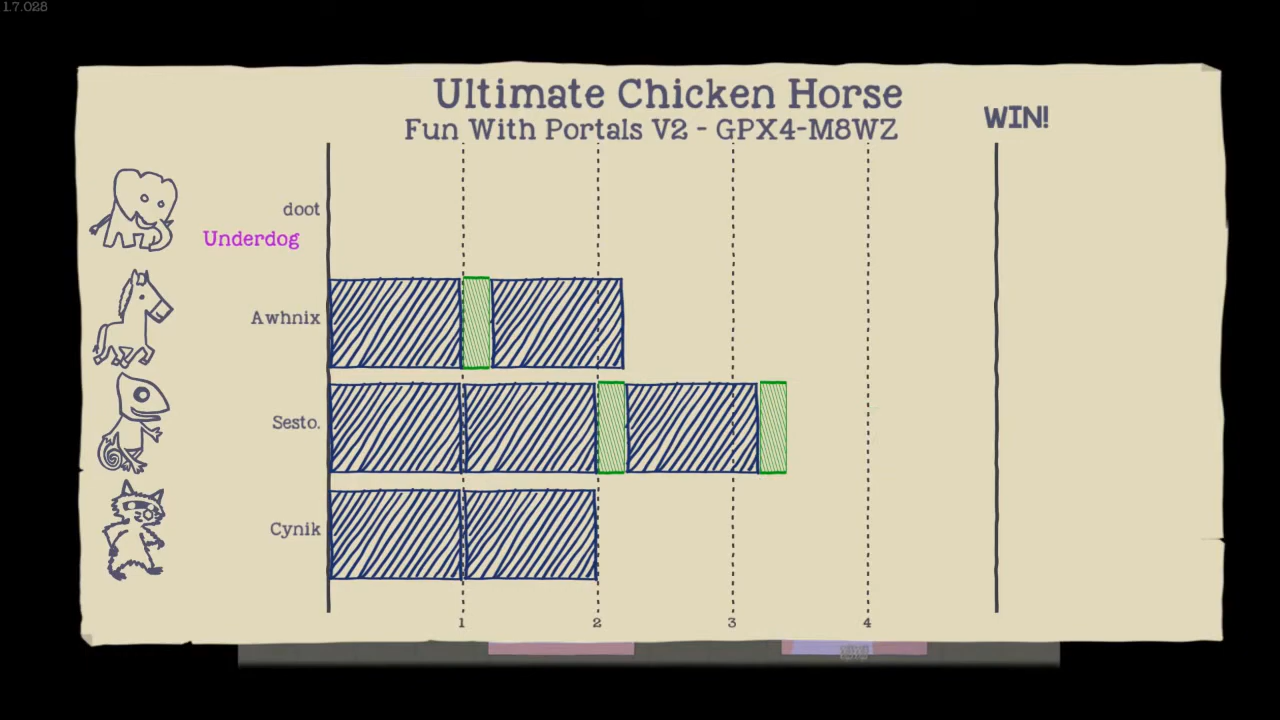 1.7.028
Ultimate Chicken Horse
Fun With Portals V2 - GPX4-M8WZ
WIN!
doot
Underdog
Awhnix
Sesto.
Cynik
1 2 3 4